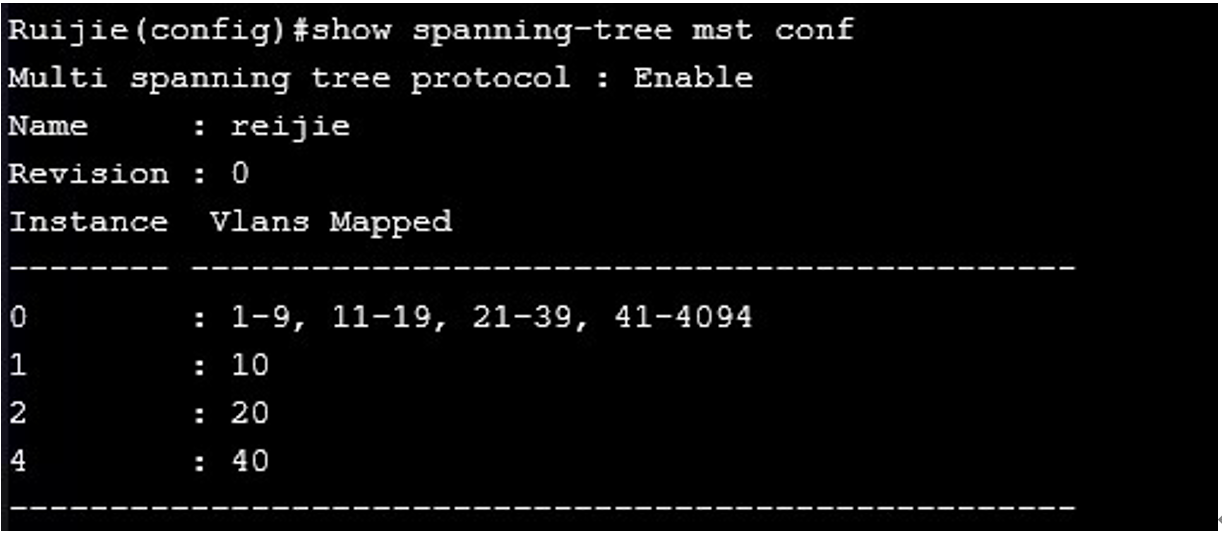 Ruijie(config)#show spanning-tree mst conf
Multi spanning tree protocol : Enable
Name     : reijie
Revision : 0
Instance  Vlans Mapped
-------- --------------------------------------------
0        : 1-9, 11-19, 21-39, 41-4094
1        : 10
2        : 20
4        : 40
-----------------------------------------------------